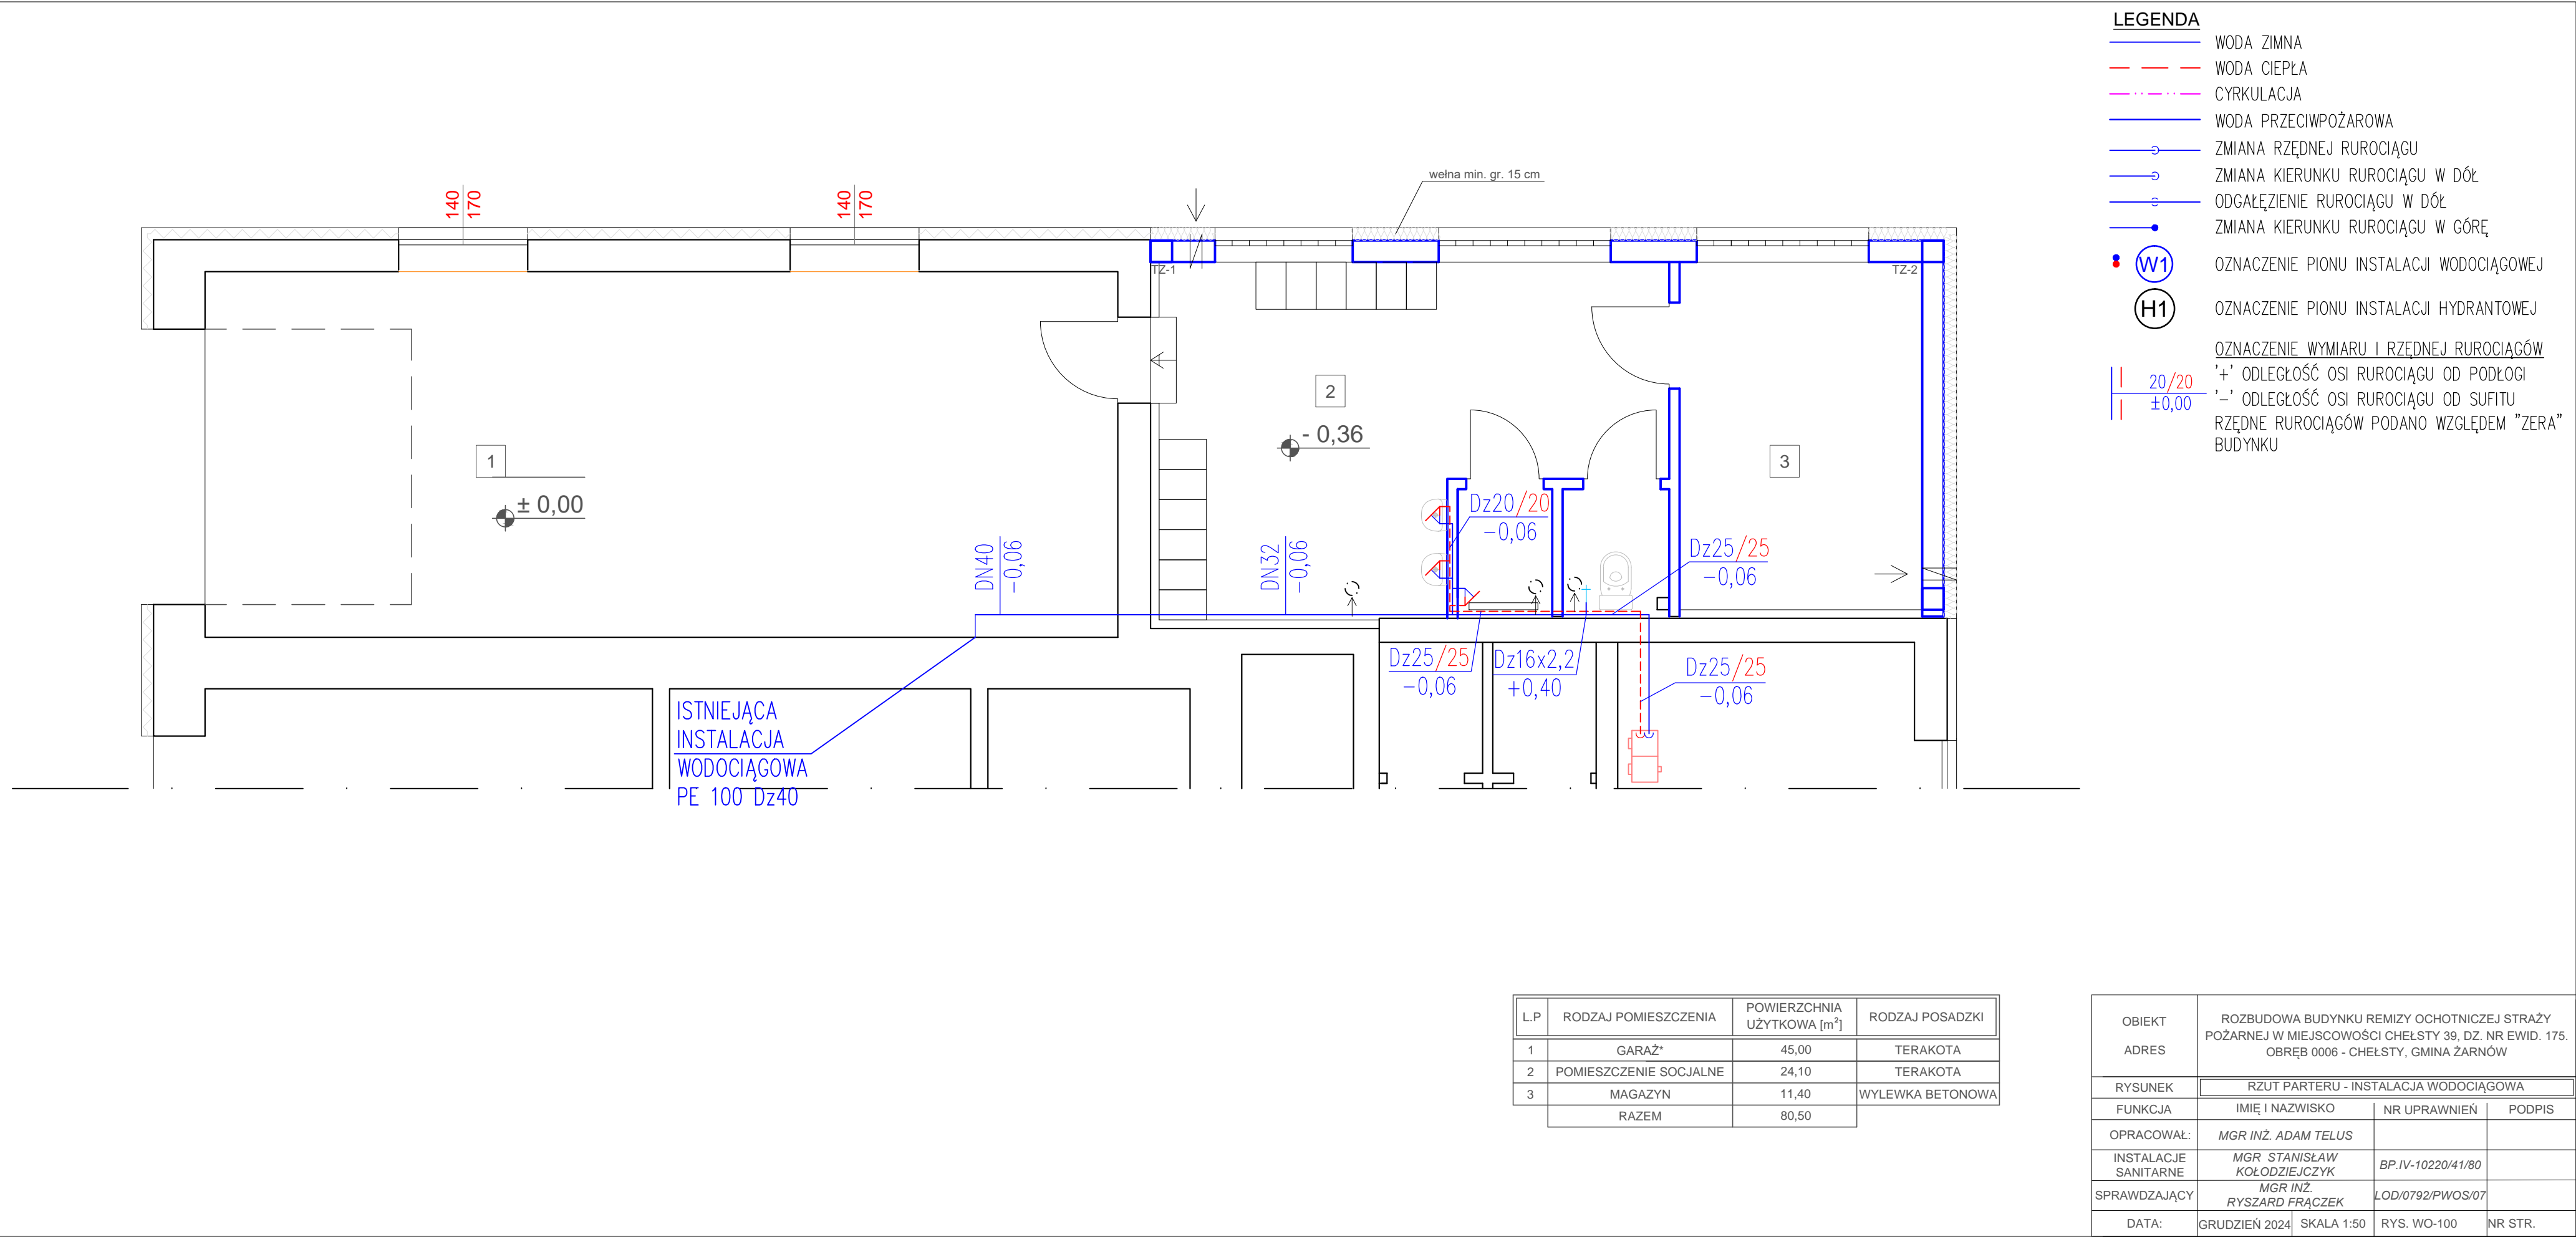 LEGENDA
WODA ZIMNA
WODA CIEPŁA
CYRKULACJA
WODA PRZECIWPOŻAROWA
ZMIANA RZĘDNEJ RUROCIĄGU
ZMIANA KIERUNKU RUROCIĄGU W DÓŁ
ODGAŁĘZIENIE RUROCIĄGU W DÓŁ
ZMIANA KIERUNKU RUROCIĄGU W GÓRĘ
W1 OZNACZENIE PIONU INSTALACJI WODOCIĄGOWEJ
H1 OZNACZENIE PIONU INSTALACJI HYDRANTOWEJ
OZNACZENIE WYMIARU I RZĘDNEJ RUROCIĄGÓW
20/20
±0,00
'+' ODLEGŁOŚĆ OSI RUROCIĄGU OD PODŁOGI
'–' ODLEGŁOŚĆ OSI RUROCIĄGU OD SUFITU
RZĘDNE RUROCIĄGÓW PODANO WZGLĘDEM "ZERA"
BUDYNKU
140
170
140
170
wełna min. gr. 15 cm
TZ-1
TZ-2
1
± 0,00
2
- 0,36
3
DN40
-0,06
DN32
-0,06
Dz20/20
-0,06
Dz25/25
-0,06
Dz25/25
-0,06
Dz16x2,2
+0,40
Dz25/25
-0,06
ISTNIEJĄCA
INSTALACJA
WODOCIĄGOWA
PE 100 Dz40
L.P RODZAJ POMIESZCZENIA POWIERZCHNIA UŻYTKOWA [m²] RODZAJ POSADZKI
1 GARAŻ* 45,00 TERAKOTA
2 POMIESZCZENIE SOCJALNE 24,10 TERAKOTA
3 MAGAZYN 11,40 WYLEWKA BETONOWA
RAZEM 80,50
OBIEKT
ADRES
ROZBUDOWA BUDYNKU REMIZY OCHOTNICZEJ STRAŻY
POŻARNEJ W MIEJSCOWOŚCI CHEŁSTY 39, DZ. NR EWID. 175.
OBRĘB 0006 - CHEŁSTY, GMINA ŻARNÓW
RYSUNEK RZUT PARTERU - INSTALACJA WODOCIĄGOWA
FUNKCJA IMIĘ I NAZWISKO NR UPRAWNIEŃ PODPIS
OPRACOWAŁ: MGR INŻ. ADAM TELUS
INSTALACJE SANITARNE MGR STANISŁAW KOŁODZIEJCZYK BP.IV-10220/41/80
SPRAWDZAJĄCY MGR INŻ. RYSZARD FRĄCZEK LOD/0792/PWOS/07
DATA: GRUDZIEŃ 2024 SKALA 1:50 RYS. WO-100 NR STR.